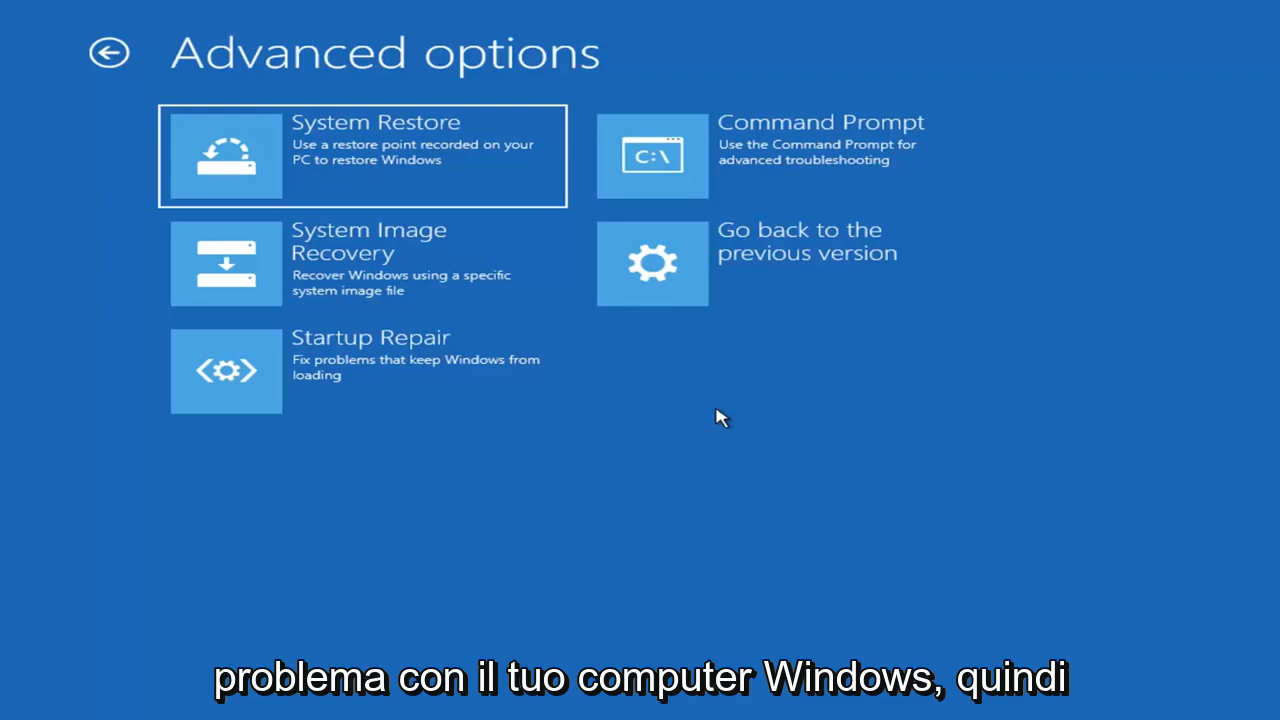 Advanced options
System Restore
Use a restore point recorded on your
PC to restore Windows
System Image
Recovery
Recover Windows using a specific
system image file
Startup Repair
Fix problems that keep Windows from
loading
C:\
Command Prompt
Use the Command Prompt for
advanced troubleshooting
Go back to the
previous version
problema con il tuo computer Windows, quindi